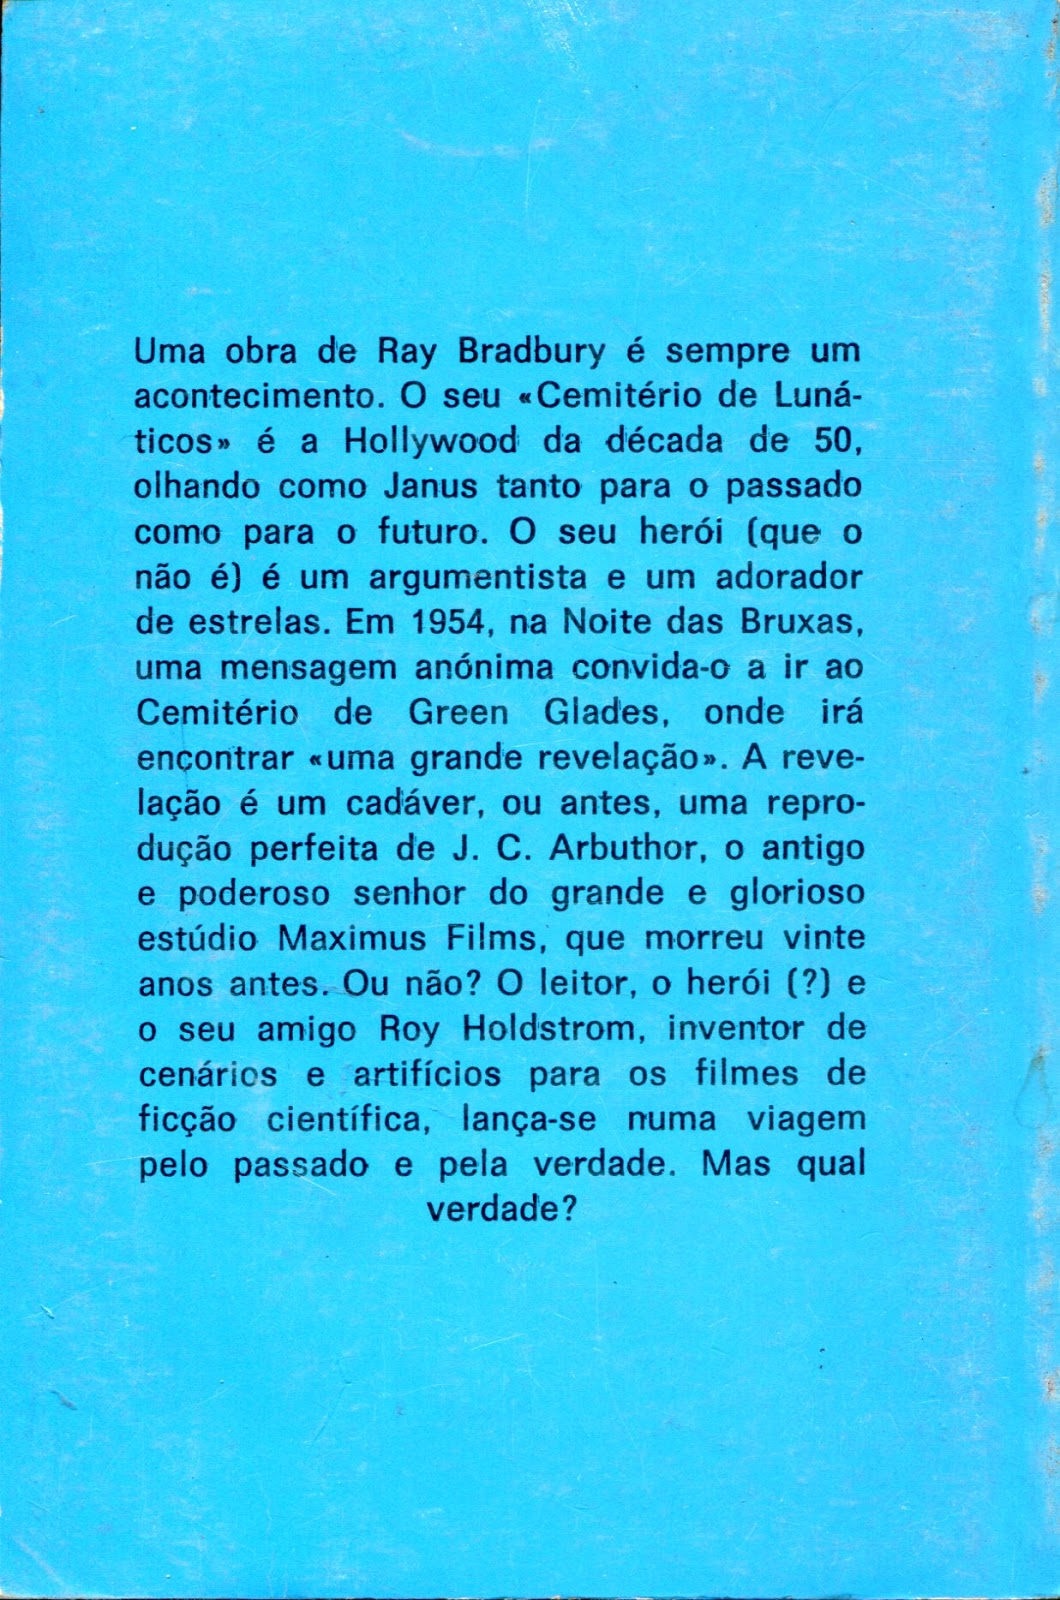 Uma obra de Ray Bradbury é sempre um
acontecimento. O seu «Cemitério de Luná-
ticos» é a Hollywood da década de 50,
olhando como Janus tanto para o passado
como para o futuro. O seu herói (que o
não é) é um argumentista e um adorador
de estrelas. Em 1954, na Noite das Bruxas,
uma mensagem anónima convida-o a ir ao
Cemitério de Green Glades, onde irá
encontrar «uma grande revelação». A reve-
lação é um cadáver, ou antes, uma repro-
dução perfeita de J. C. Arbuthor, o antigo
e poderoso senhor do grande e glorioso
estúdio Maximus Films, que morreu vinte
anos antes. Ou não? O leitor, o herói (?) e
o seu amigo Roy Holdstrom, inventor de
cenários e artifícios para os filmes de
ficção científica, lança-se numa viagem
pelo passado e pela verdade. Mas qual
verdade?